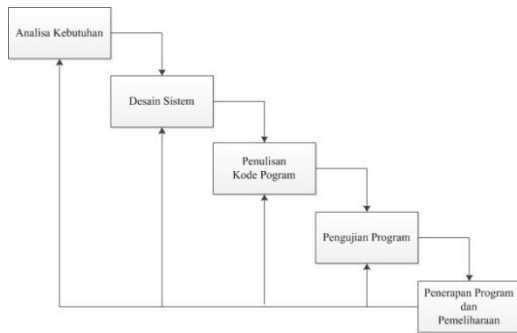 Analisa Kebutuhan
Desain Sistem
Penulisan
Kode Pogram
Pengujian Program
Penerapan Program
dan
Pemeliharaan